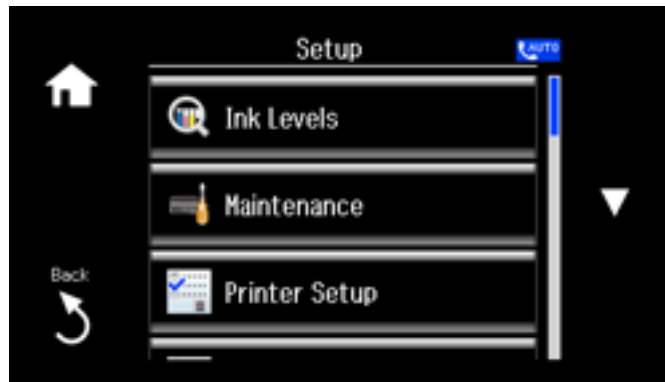 Setup
AUTO
Ink Levels
Maintenance
Printer Setup
Back